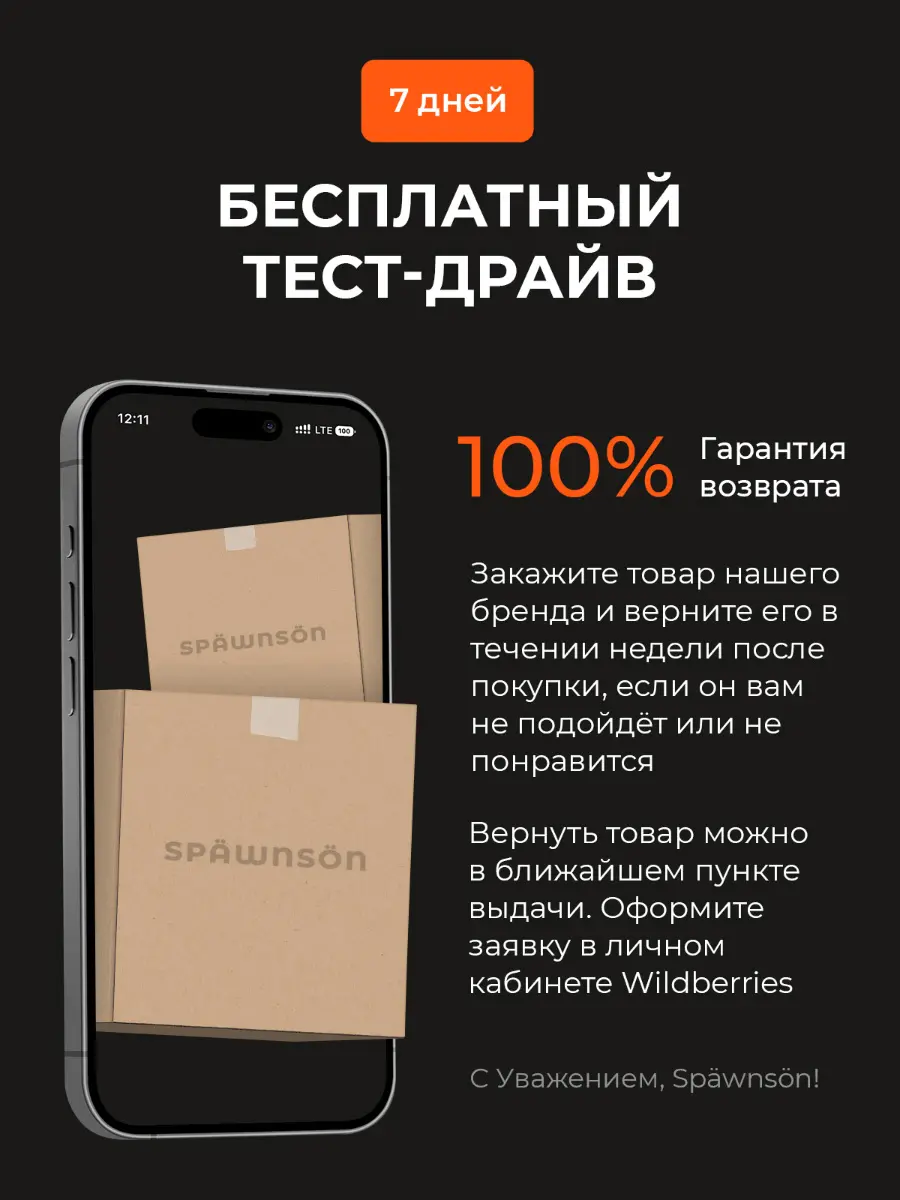 7 дней
БЕСПЛАТНЫЙ
ТЕСТ-ДРАЙВ
12:11
LTE 100
100%
Гарантия
возврата
Закажите товар нашего
бренда и верните его в
течении недели после
покупки, если он вам
не подойдёт или не
понравится
Вернуть товар можно
в ближайшем пункте
выдачи. Оформите
заявку в личном
кабинете Wildberries
С Уважением, Späwnsön!
SPÄWNSÖN
SPÄWNSÖN